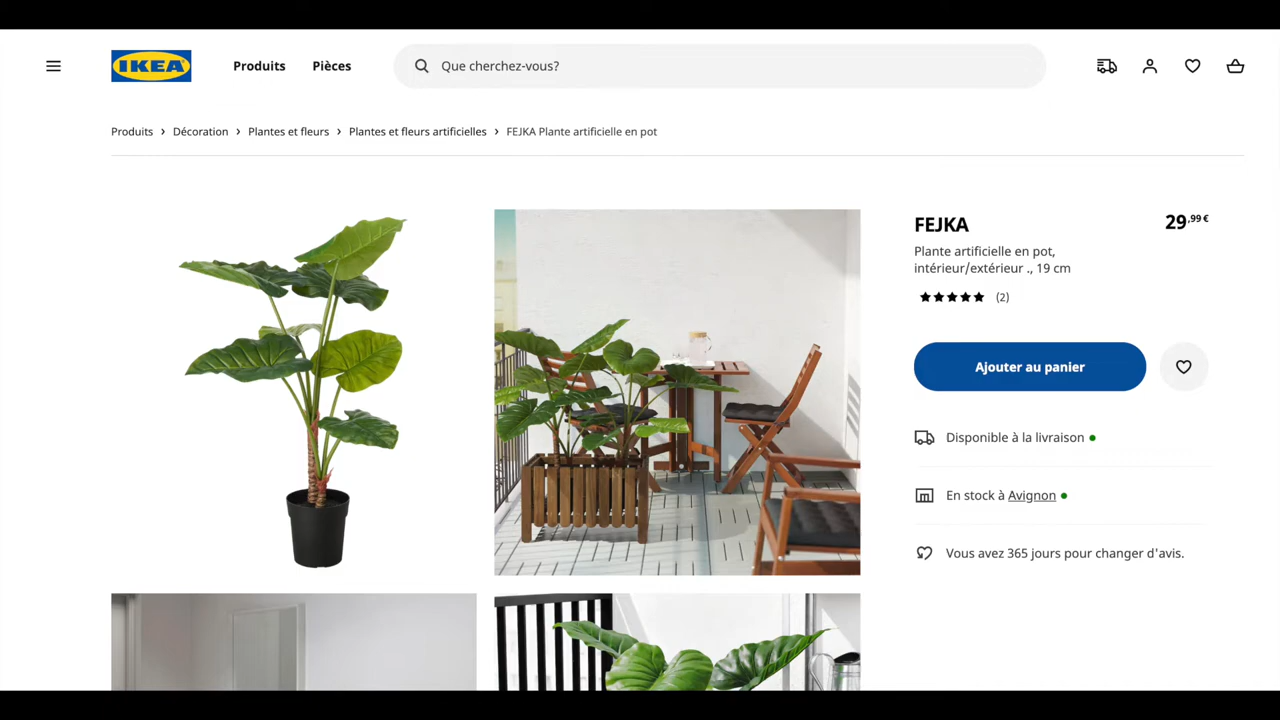 IKEA
Produits
Pièces
Que cherchez-vous?
Produits › Décoration › Plantes et fleurs › Plantes et fleurs artificielles › FEJKA Plante artificielle en pot
FEJKA
29,99€
Plante artificielle en pot,
intérieur/extérieur ., 19 cm
(2)
Ajouter au panier
Disponible à la livraison
En stock à Avignon
Vous avez 365 jours pour changer d'avis.